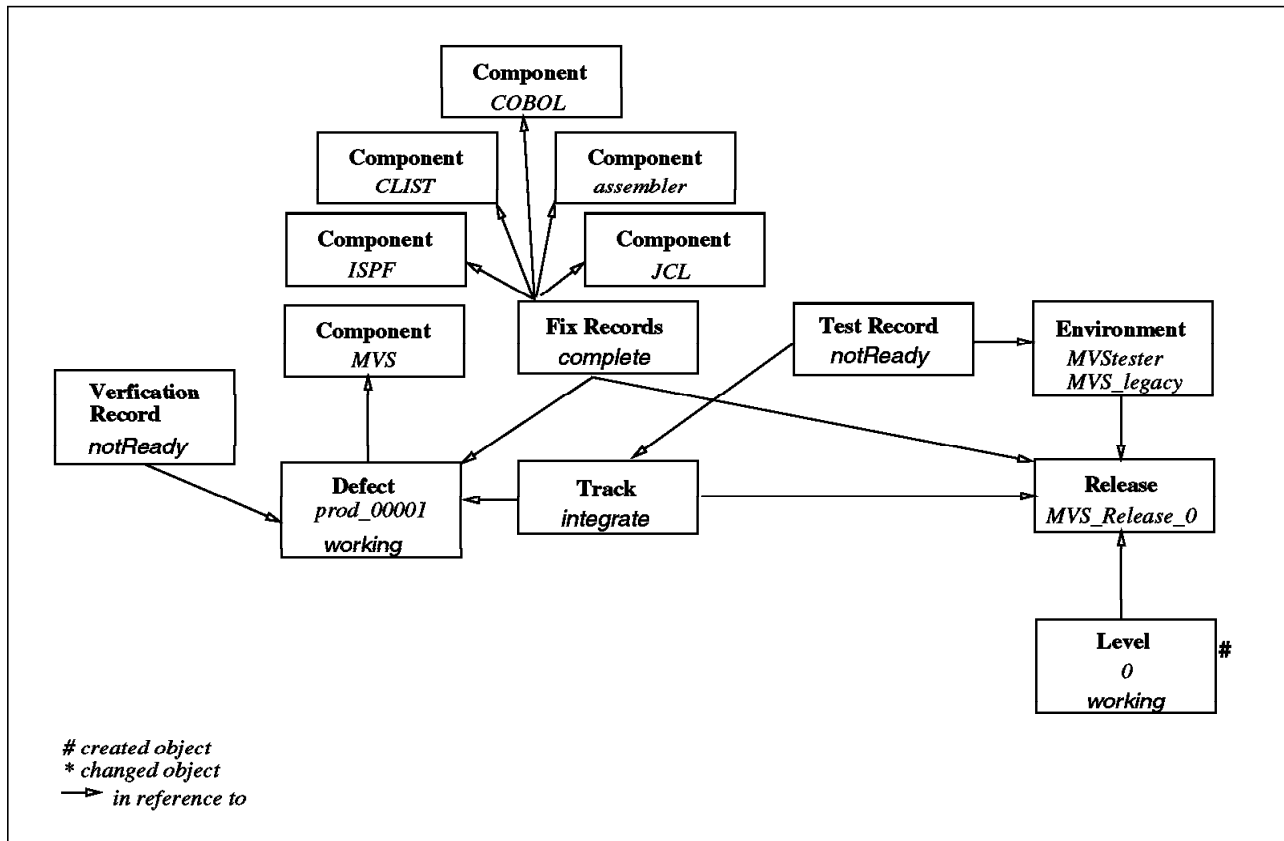 Component
COBOL
Component
CLIST
Component
assembler
Component
ISPF
Component
JCL
Component
MVS
Fix Records
complete
Test Record
notReady
Environment
MVStester
MVS_legacy
Verfication
Record
notReady
Defect
prod_00001
working
Track
integrate
Release
MVS_Release_0
Level
0
working
#
# created object
* changed object
in reference to